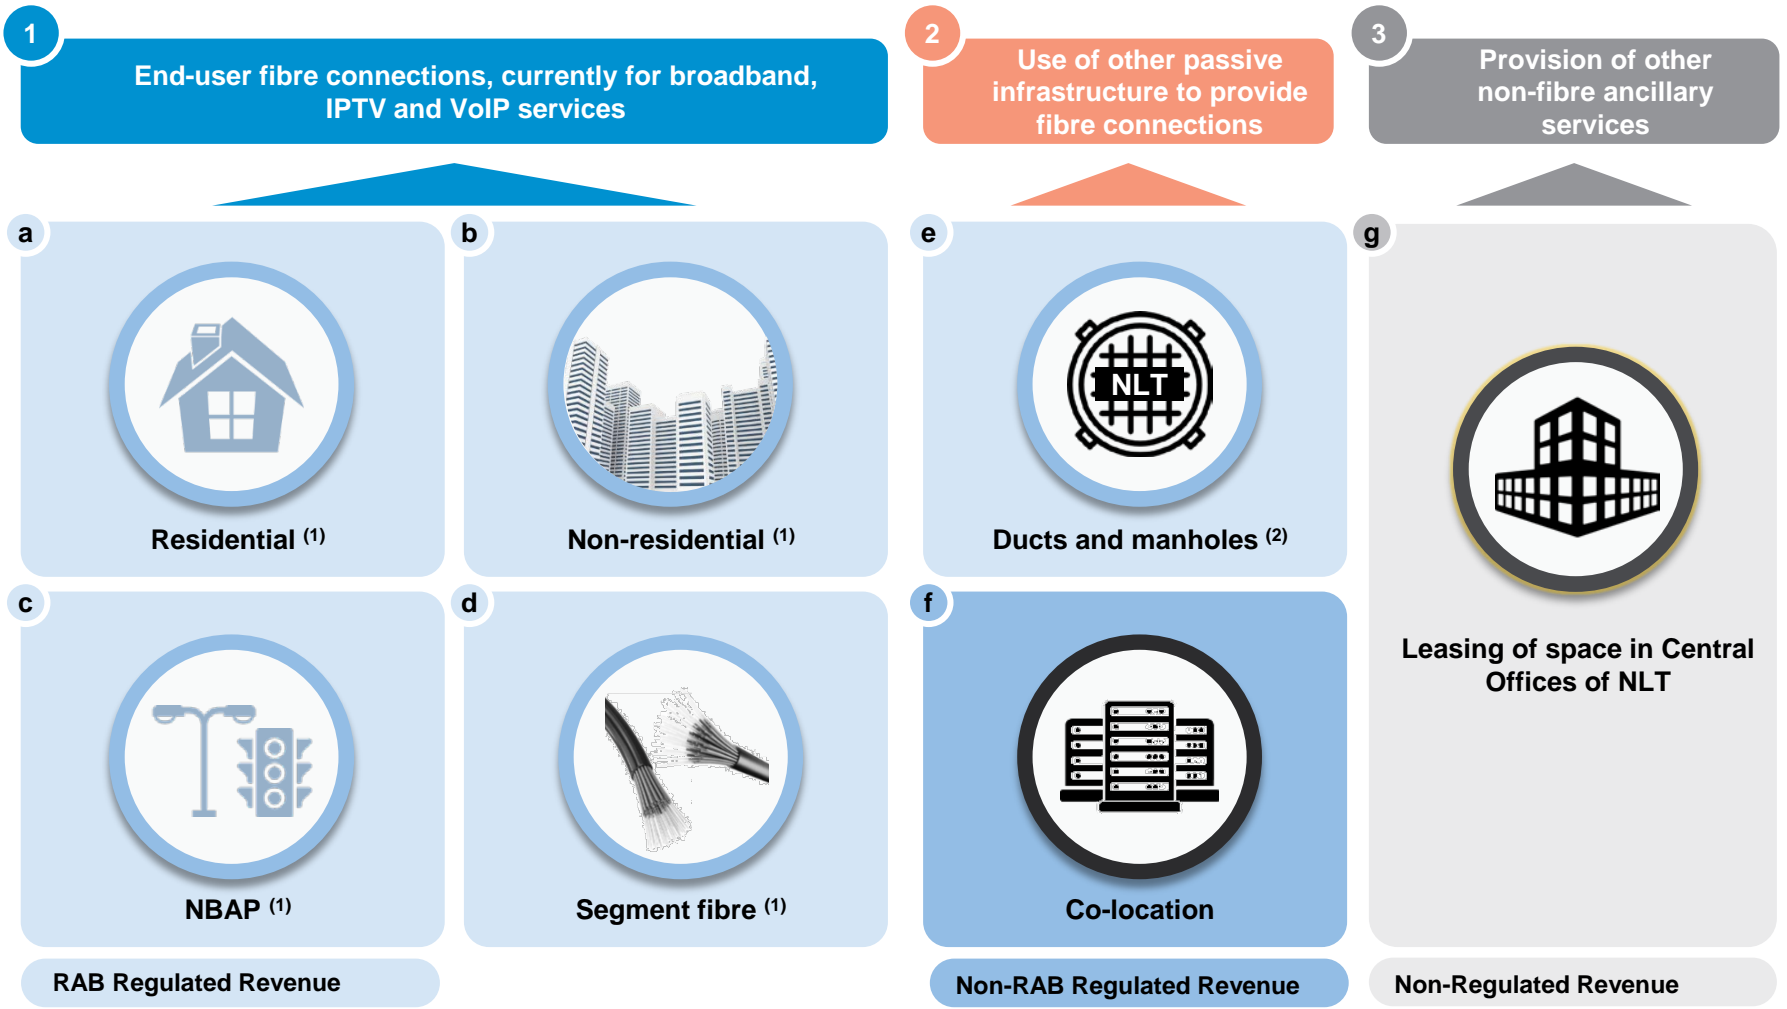 1
End-user fibre connections, currently for broadband,
IPTV and VoIP services
2
Use of other passive
infrastructure to provide
fibre connections
3
Provision of other
non-fibre ancillary
services
a
Residential (1)
b
Non-residential (1)
c
NBAP (1)
d
Segment fibre (1)
e
NLT
Ducts and manholes (2)
f
Co-location
g
Leasing of space in Central
Offices of NLT
RAB Regulated Revenue
Non-RAB Regulated Revenue
Non-Regulated Revenue